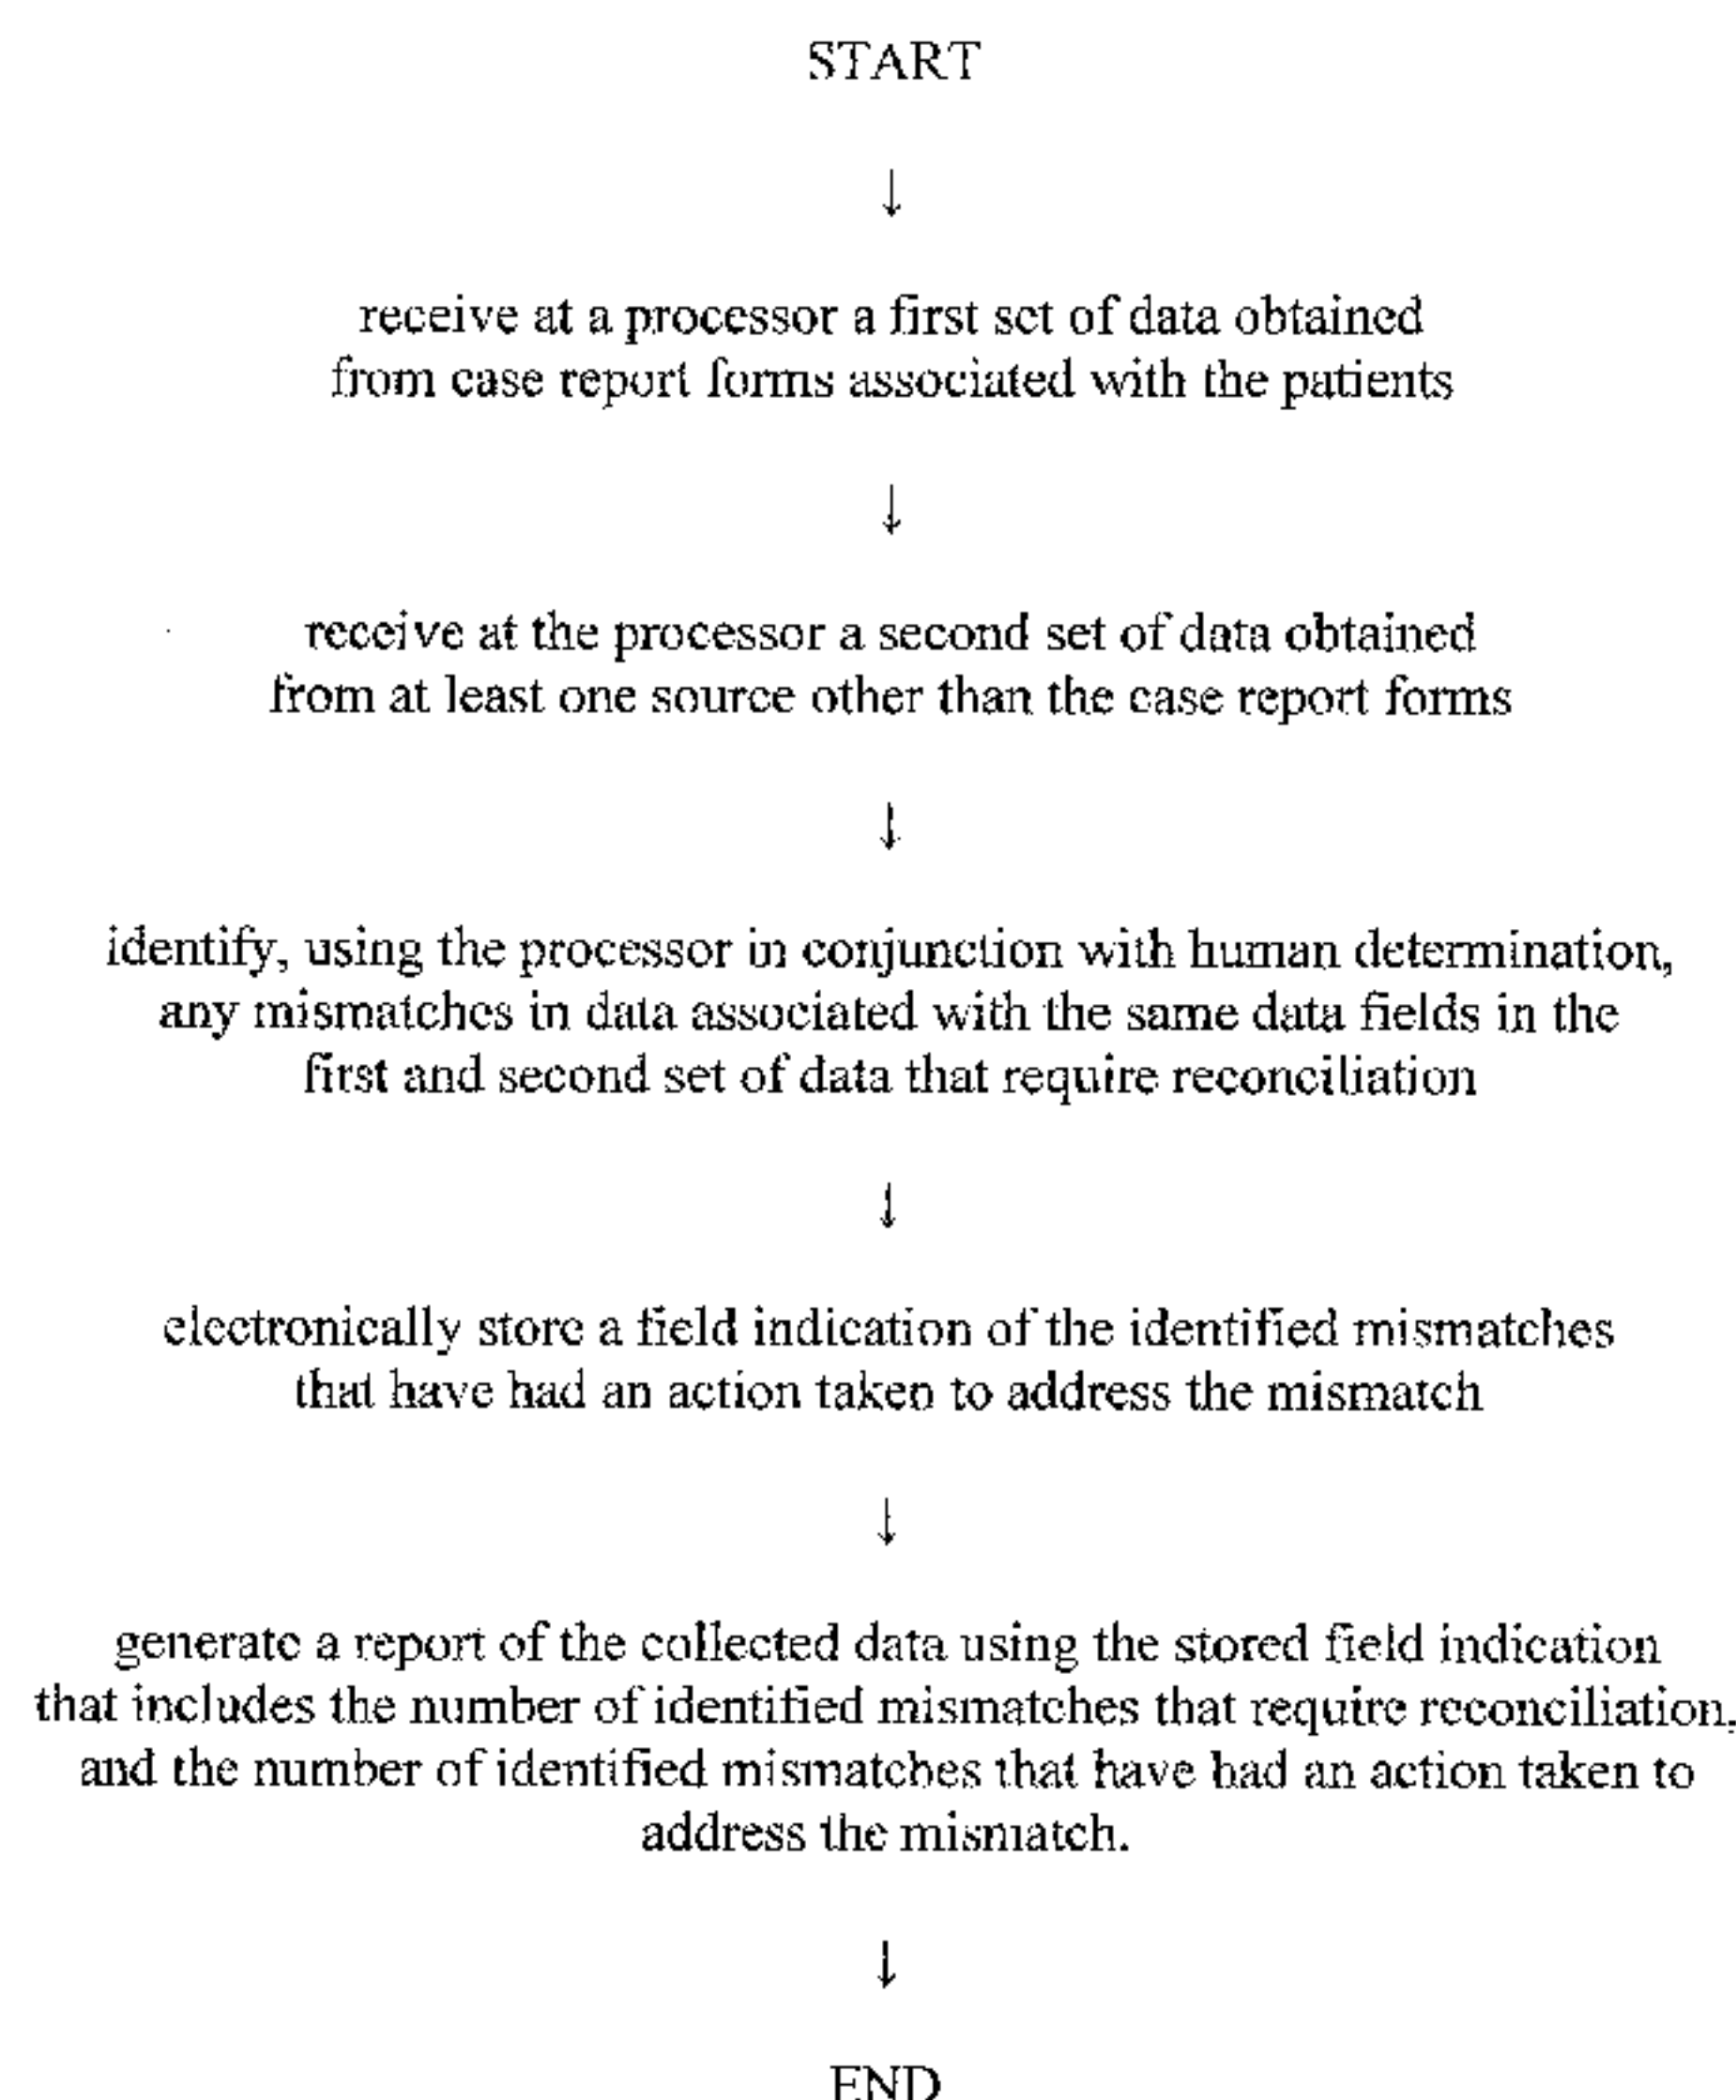 START
↓
receive at a processor a first set of data obtained
from case report forms associated with the patients
↓
receive at the processor a second set of data obtained
from at least one source other than the case report forms
↓
identify, using the processor in conjunction with human determination,
any mismatches in data associated with the same data fields in the
first and second set of data that require reconciliation
↓
electronically store a field indication of the identified mismatches
that have had an action taken to address the mismatch
↓
generate a report of the collected data using the stored field indication
that includes the number of identified mismatches that require reconciliation,
and the number of identified mismatches that have had an action taken to
address the mismatch.
↓
END